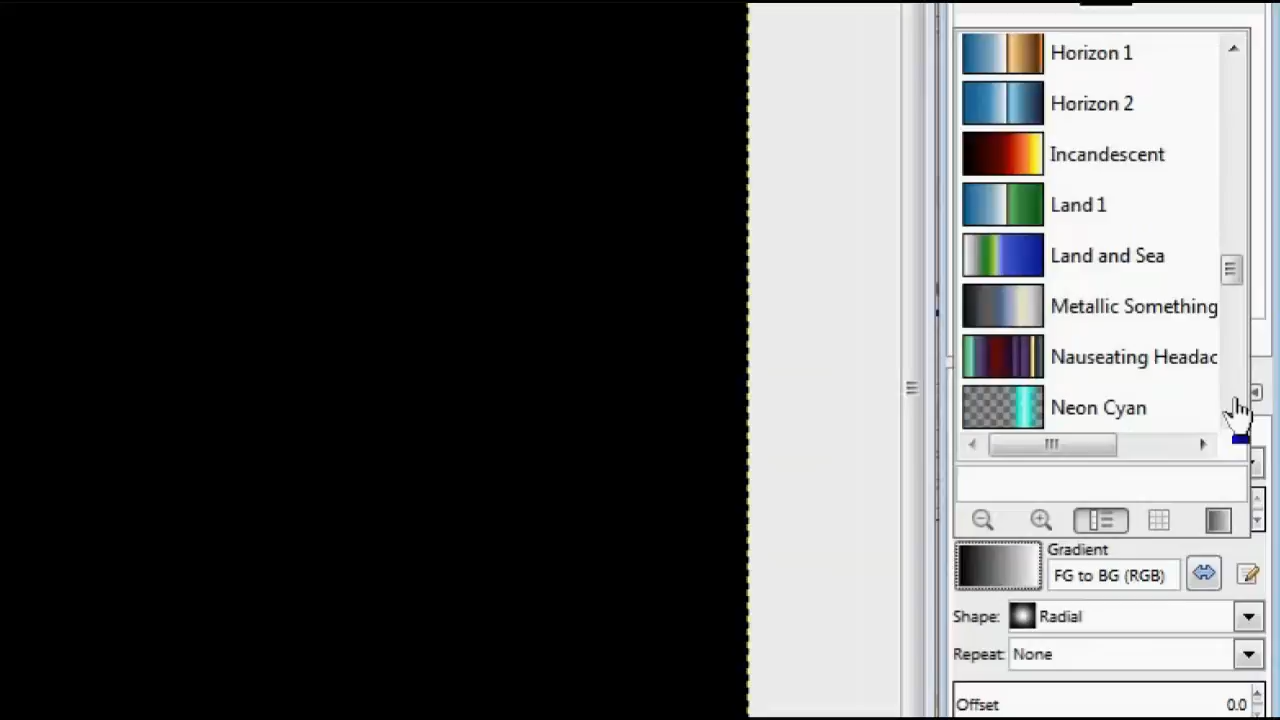 Horizon 1
Horizon 2
Incandescent
Land 1
Land and Sea
Metallic Something
Nauseating Headac
Neon Cyan
Gradient
FG to BG (RGB)
Shape: Radial
Repeat: None
Offset 0.0